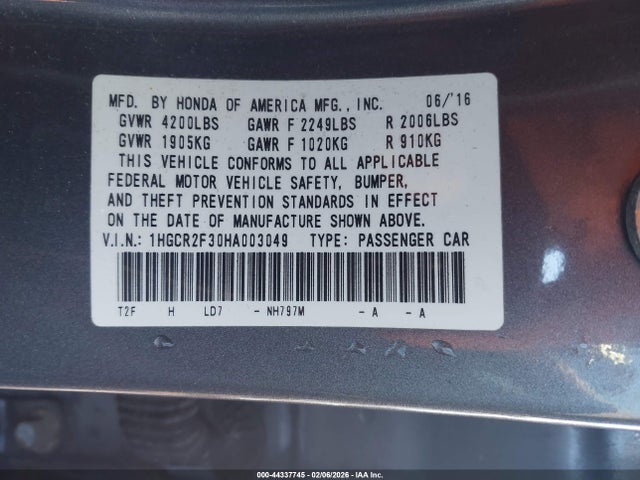 MFD. BY HONDA OF AMERICA MFG., INC. 06/'16
GVWR 4200LBS GAWR F 2249LBS R 2006LBS
GVWR 1905KG GAWR F 1020KG R 910KG
THIS VEHICLE CONFORMS TO ALL APPLICABLE
FEDERAL MOTOR VEHICLE SAFETY, BUMPER,
AND THEFT PREVENTION STANDARDS IN EFFECT
ON THE DATE OF MANUFACTURE SHOWN ABOVE.
V.I.N.: 1HGCR2F30HA003049 TYPE: PASSENGER CAR
T2F H LD7 - NH797M - A - A
000-44337745 - 02/06/2026 - IAA Inc.